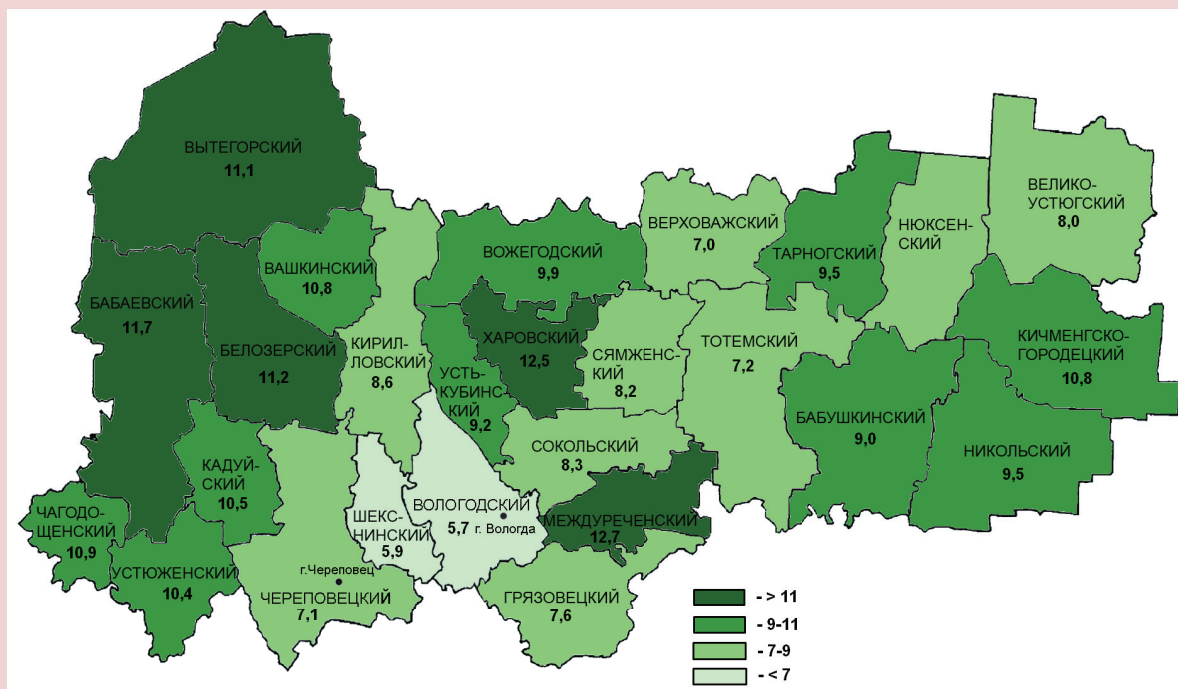 ВЫТЕГОРСКИЙ
11,1
ВАШКИНСКИЙ
10,8
БАБАЕВСКИЙ
11,7
БЕЛОЗЕРСКИЙ
11,2
КИРИЛ-
ЛОВСКИЙ
8,6
ВОЖЕГОДСКИЙ
9,9
ВЕРХОВАЖСКИЙ
7,0
ТАРНОГСКИЙ
9,5
НЮКСЕН-
СКИЙ
ВЕЛИКО-
УСТЮГСКИЙ
8,0
ХАРОВСКИЙ
12,5
УСТЬ-
КУБИНС-
КИЙ
9,2
СЯМЖЕНС-
КИЙ
8,2
ТОТЕМСКИЙ
7,2
КИЧМЕНГСКО-
ГОРОДЕЦКИЙ
10,8
БАБУШКИНСКИЙ
9,0
НИКОЛЬСКИЙ
9,5
СОКОЛЬСКИЙ
8,3
КАДУЙ-
СКИЙ
10,5
ЧАГОДО-
ЩЕНСКИЙ
10,9
УСТЮЖЕНСКИЙ
10,4
г.Череповец
ЧЕРЕПОВЕЦКИЙ
7,1
ШЕКС-
НИНСКИЙ
5,9
ВОЛОГОДСКИЙ
5,7 г. Вологда
МЕЖДУРЕЧЕНСКИЙ
12,7
ГРЯЗОВЕЦКИЙ
7,6
- > 11
- 9-11
- 7-9
- < 7